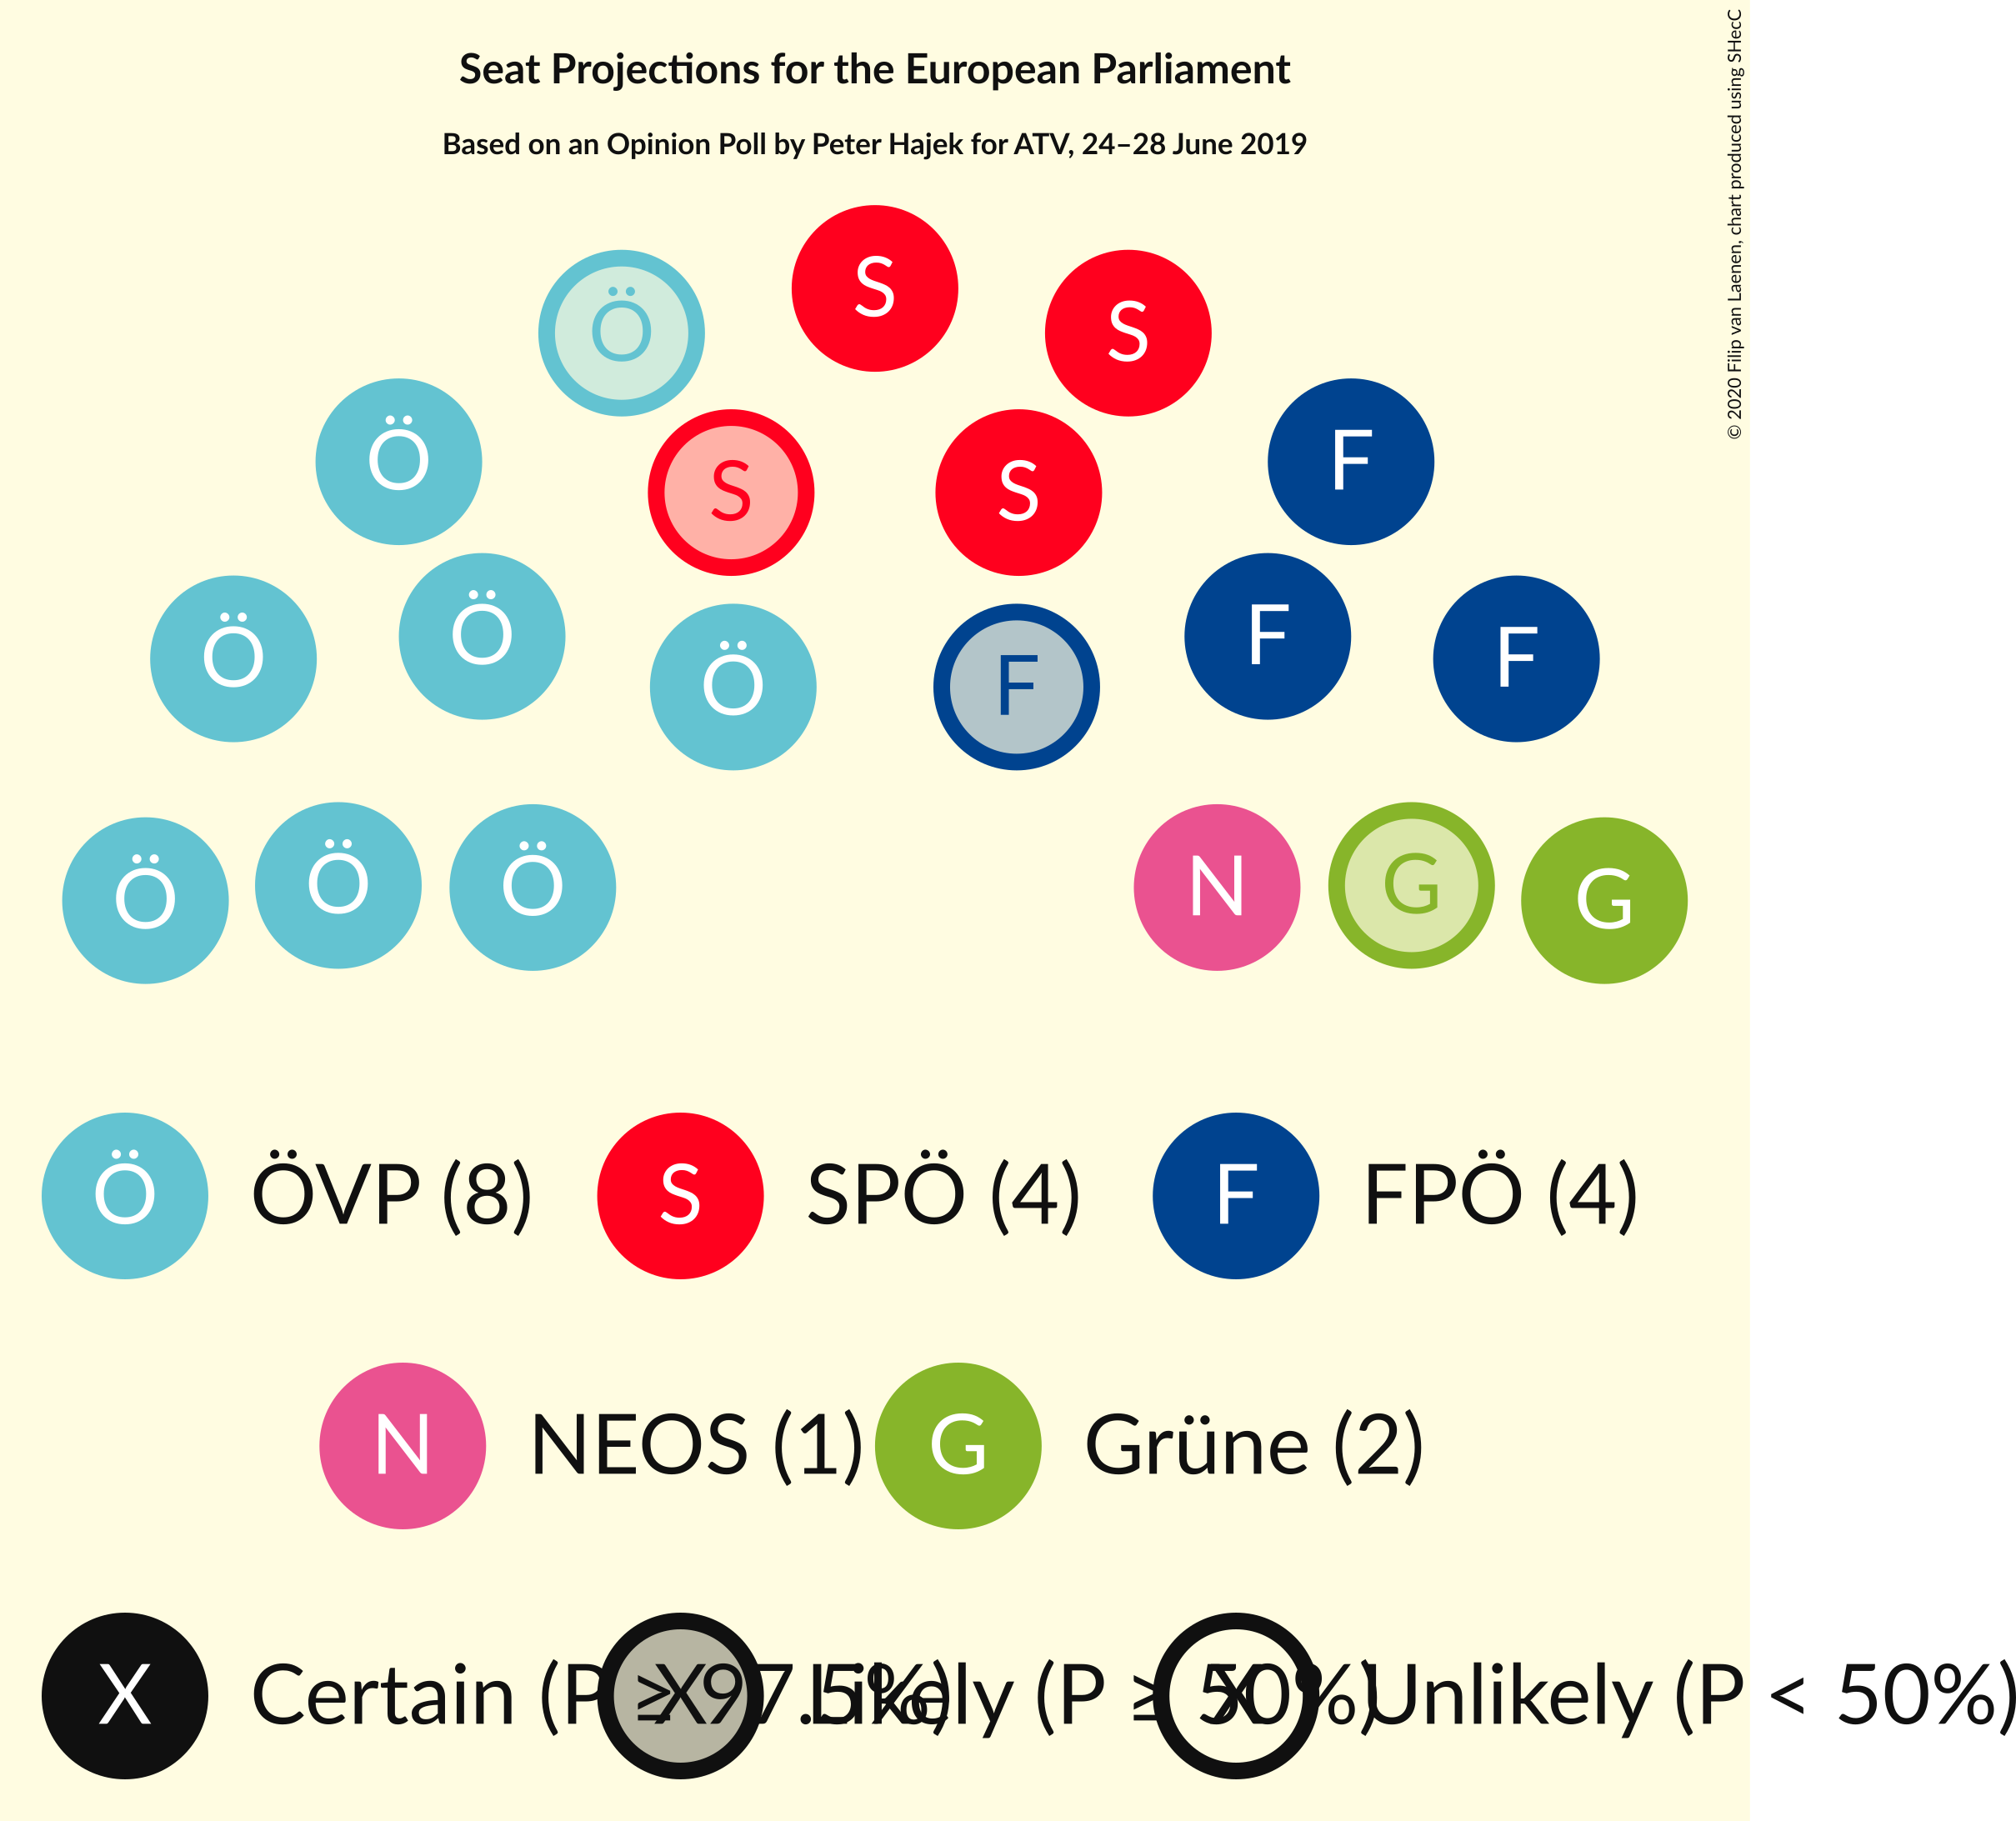 Seat Projections for the European Parliament
Based on an Opinion Poll by Peter Hajek for ATV, 24–28 June 2019
© 2020 Filip van Laenen, chart produced using SHecC
S
Ö S
Ö F
S S
Ö Ö F F
Ö F
Ö Ö Ö N G G
Ö ÖVP (8) S SPÖ (4) F FPÖ (4)
N NEOS (1) G Grüne (2)
X Certain (P ≥ 97.5%) X Likely (P ≥ 50%) X Unlikely (P < 50%)